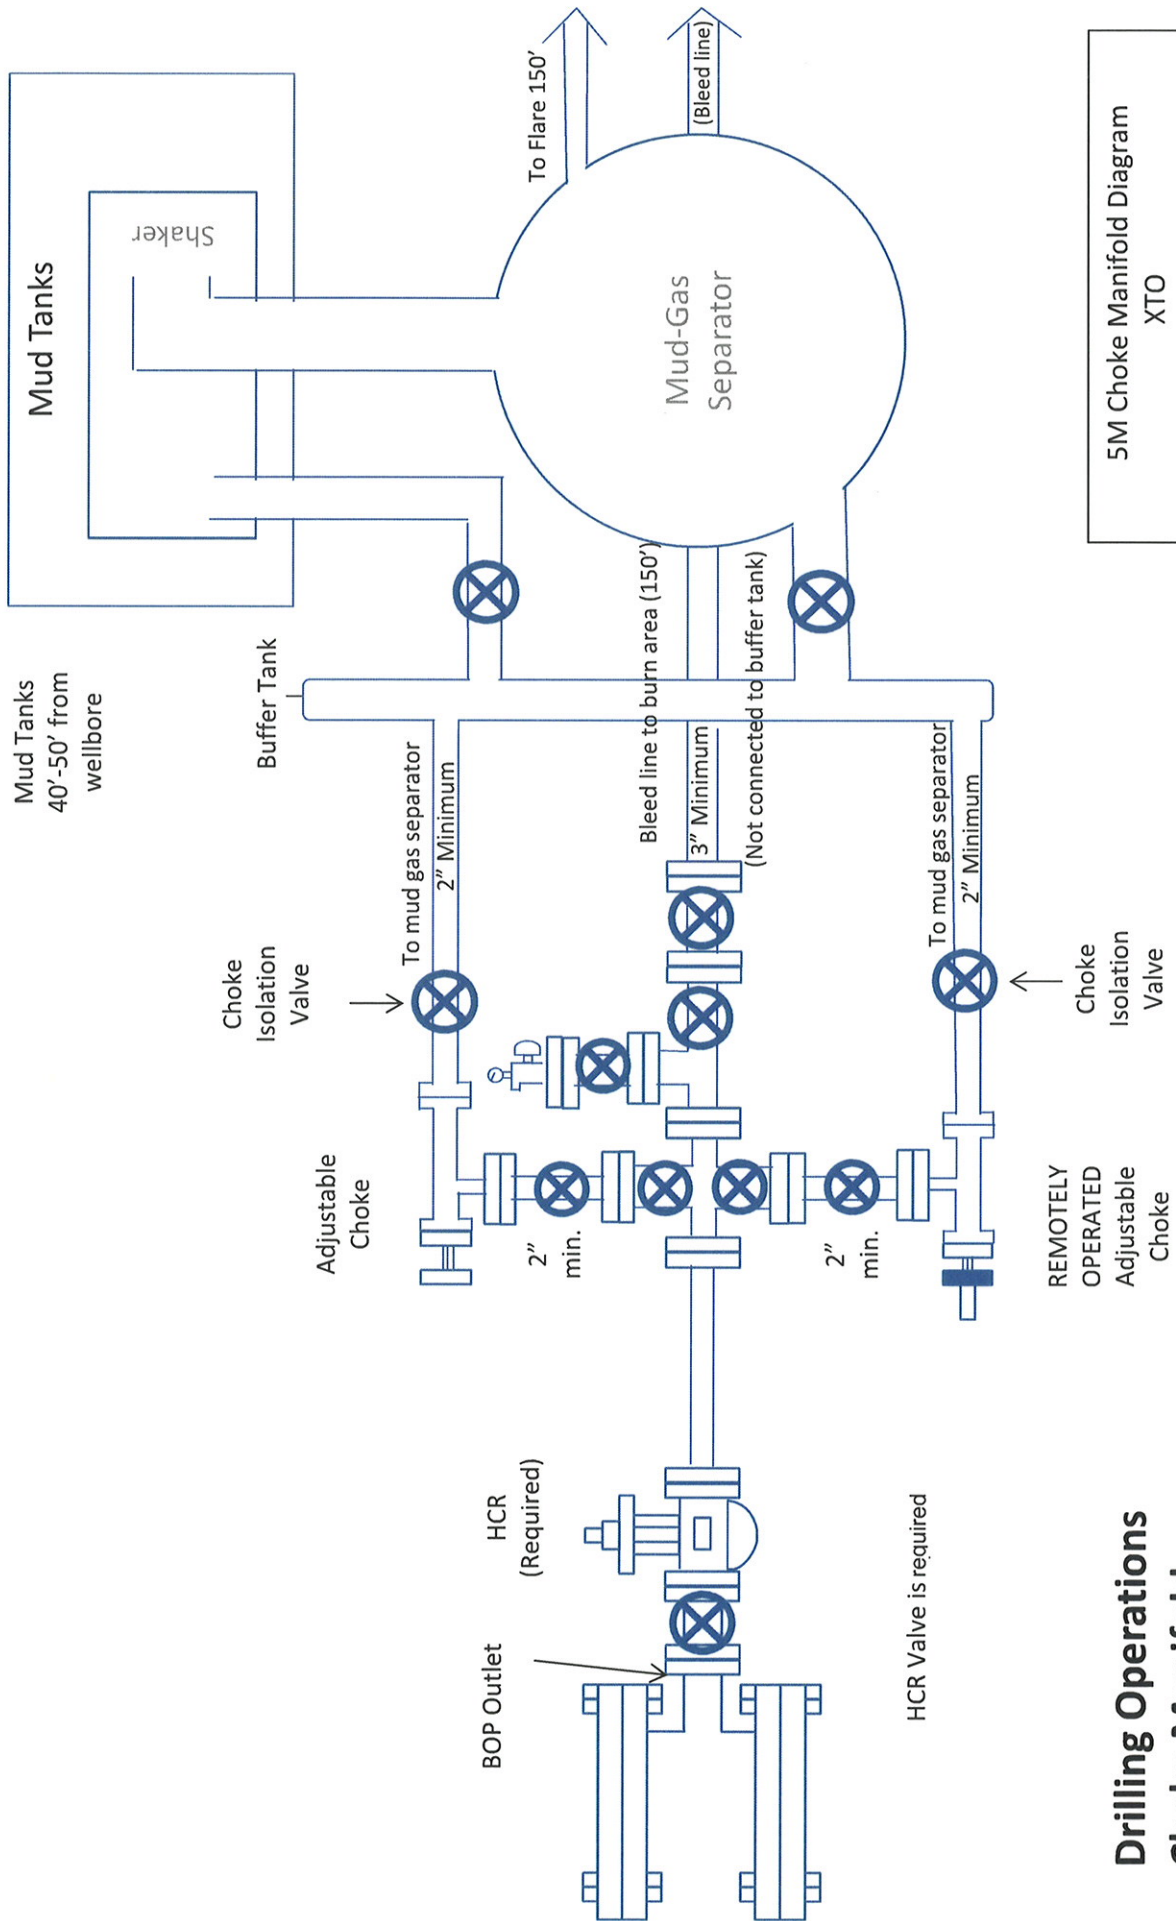 Mud Tanks
40’-50’ from
wellbore
Mud Tanks
Shaker
Buffer Tank
To Flare 150’
(Bleed line)
Mud-Gas
Separator
Choke
Isolation
Valve
To mud gas separator
2” Minimum
Adjustable
Choke
2”
min.
Bleed line to burn area (150’)
3” Minimum
(Not connected to buffer tank)
2”
min.
To mud gas separator
2” Minimum
Choke
Isolation
Valve
REMOTELY
OPERATED
Adjustable
Choke
HCR
(Required)
BOP Outlet
HCR Valve is required
5M Choke Manifold Diagram
XTO
Drilling Operations